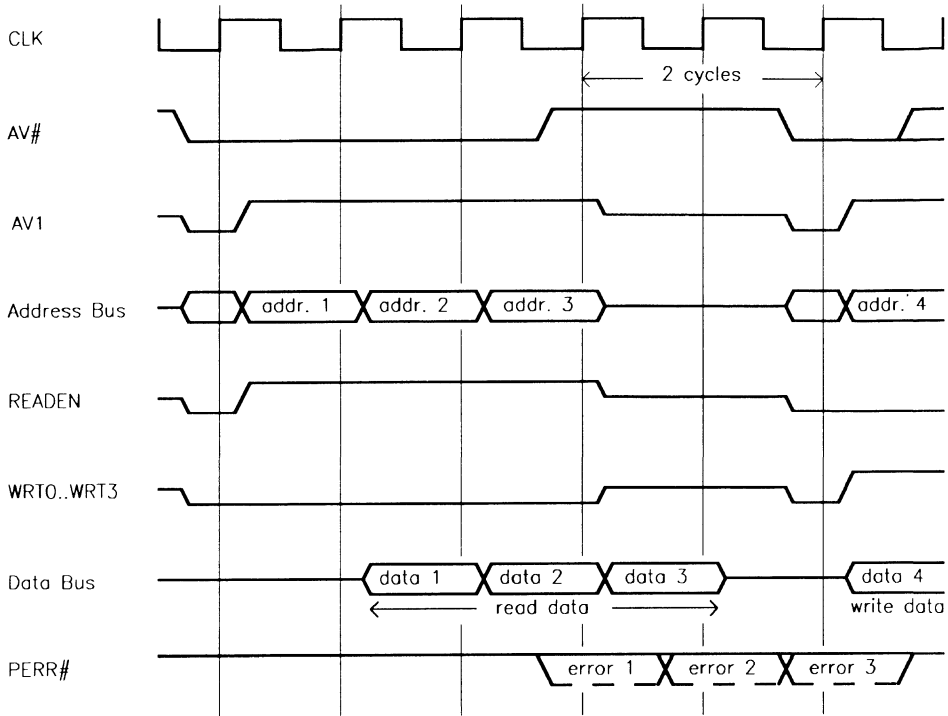 CLK
2 cycles
AV#
AV1
Address Bus
addr. 1
addr. 2
addr. 3
addr. 4
READEN
WRT0..WRT3
Data Bus
data 1
data 2
data 3
data 4
read data
write data
PERR#
error 1
error 2
error 3